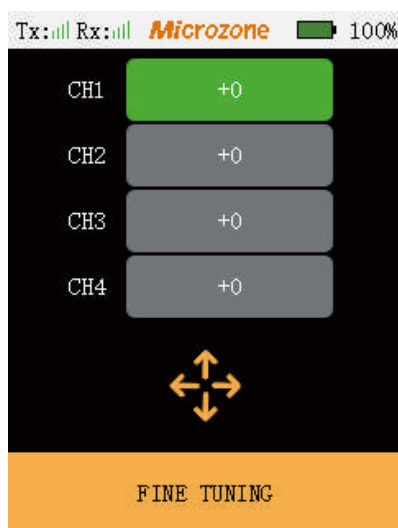 Tx: Rx: Microzone 100%
CH1 +0
CH2 +0
CH3 +0
CH4 +0
FINE TUNING